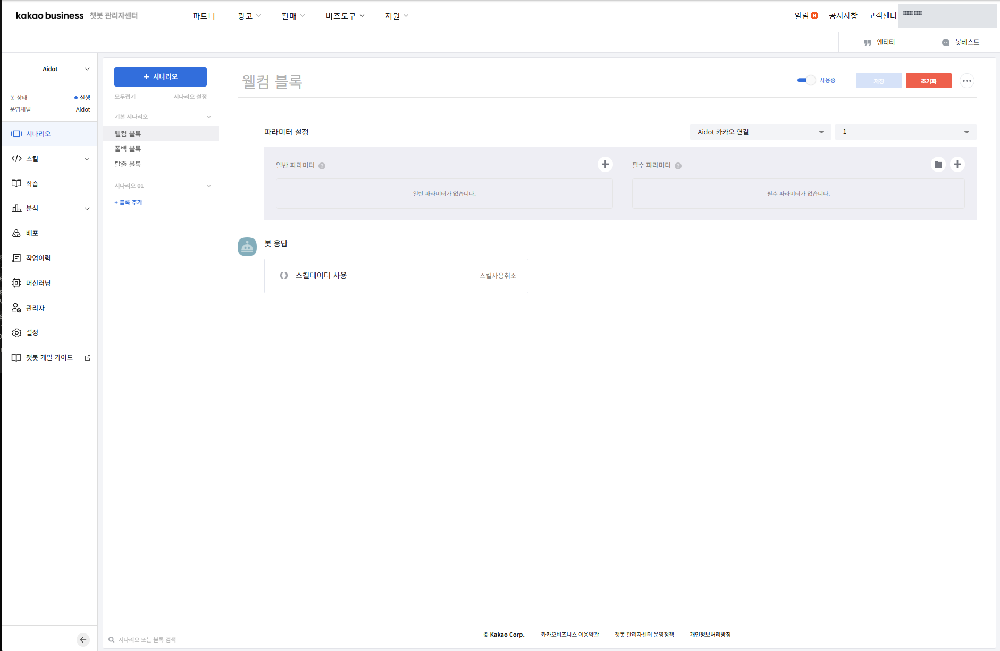 kakao business 챗봇 관리자센터
파트너
광고
판매
비즈도구
지원
알림 N
공지사항
고객센터
엔티티
봇테스트
Aidot
봇 상태
실행
운영채널
Aidot
시나리오
스킬
학습
분석
배포
작업이력
머신러닝
관리자
설정
챗봇 개발 가이드
+ 시나리오
모두접기
시나리오 설정
기본 시나리오
웰컴 블록
폴백 블록
탈출 블록
시나리오 01
+ 블록 추가
시나리오 또는 블록 검색
웰컴 블록
사용중
저장
초기화
파라미터 설정
Aidot 카카오 연결
1
일반 파라미터 ?
일반 파라미터가 없습니다.
필수 파라미터 ?
필수 파라미터가 없습니다.
봇 응답
스킬데이터 사용
스킬사용취소
© Kakao Corp.
카카오비즈니스 이용약관
챗봇 관리자센터 운영정책
개인정보처리방침